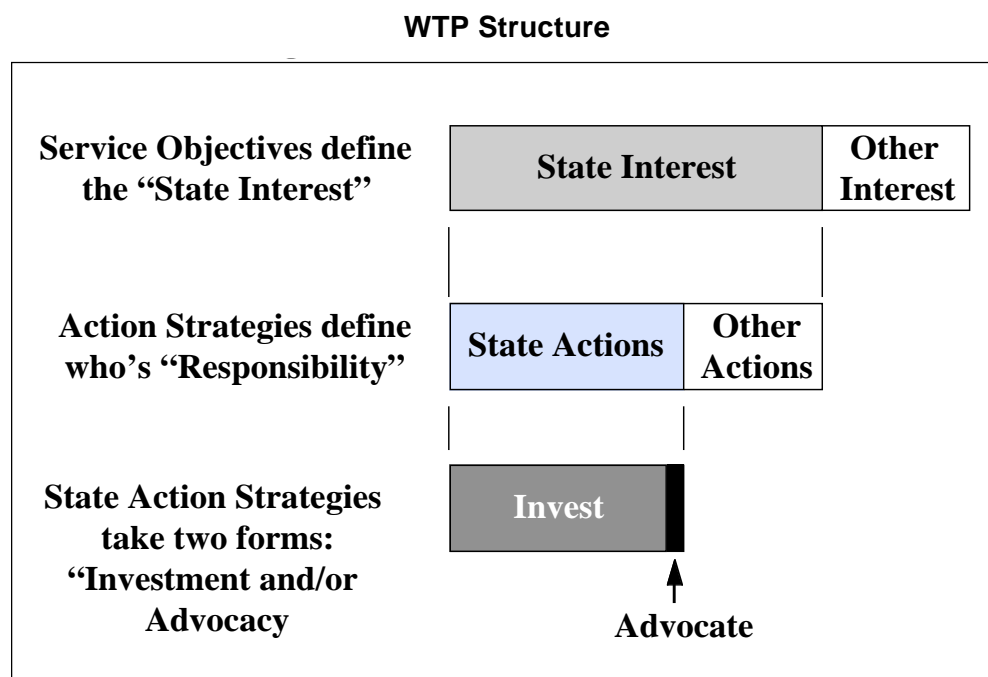 WTP Structure
Service Objectives define
the “State Interest”
State Interest
Other
Interest
Action Strategies define
who’s “Responsibility”
State Actions
Other
Actions
State Action Strategies
take two forms:
“Investment and/or
Advocacy
Invest
Advocate